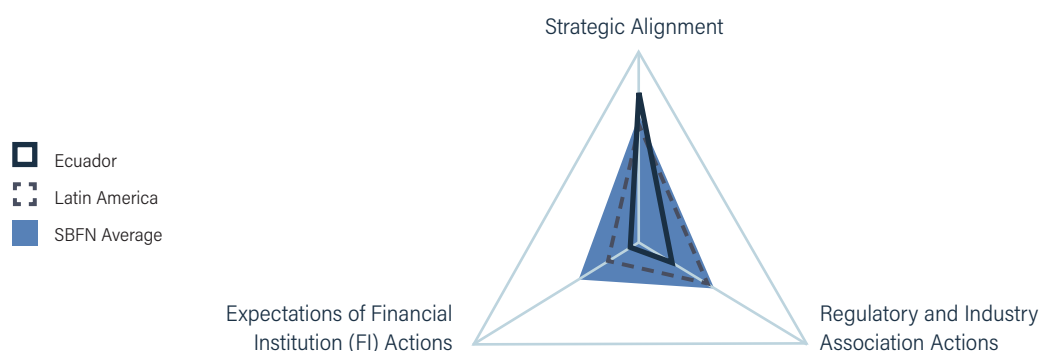 Strategic Alignment
Ecuador
Latin America
SBFN Average
Expectations of Financial
Institution (FI) Actions
Regulatory and Industry
Association Actions